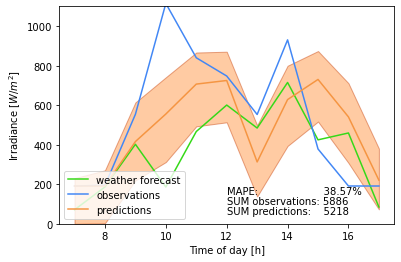 1000
800
600
400
200
0
Irradiance [W/m²]
weather forecast
observations
predictions
MAPE: 38.57%
SUM observations: 5886
SUM predictions: 5218
8 10 12 14 16
Time of day [h]